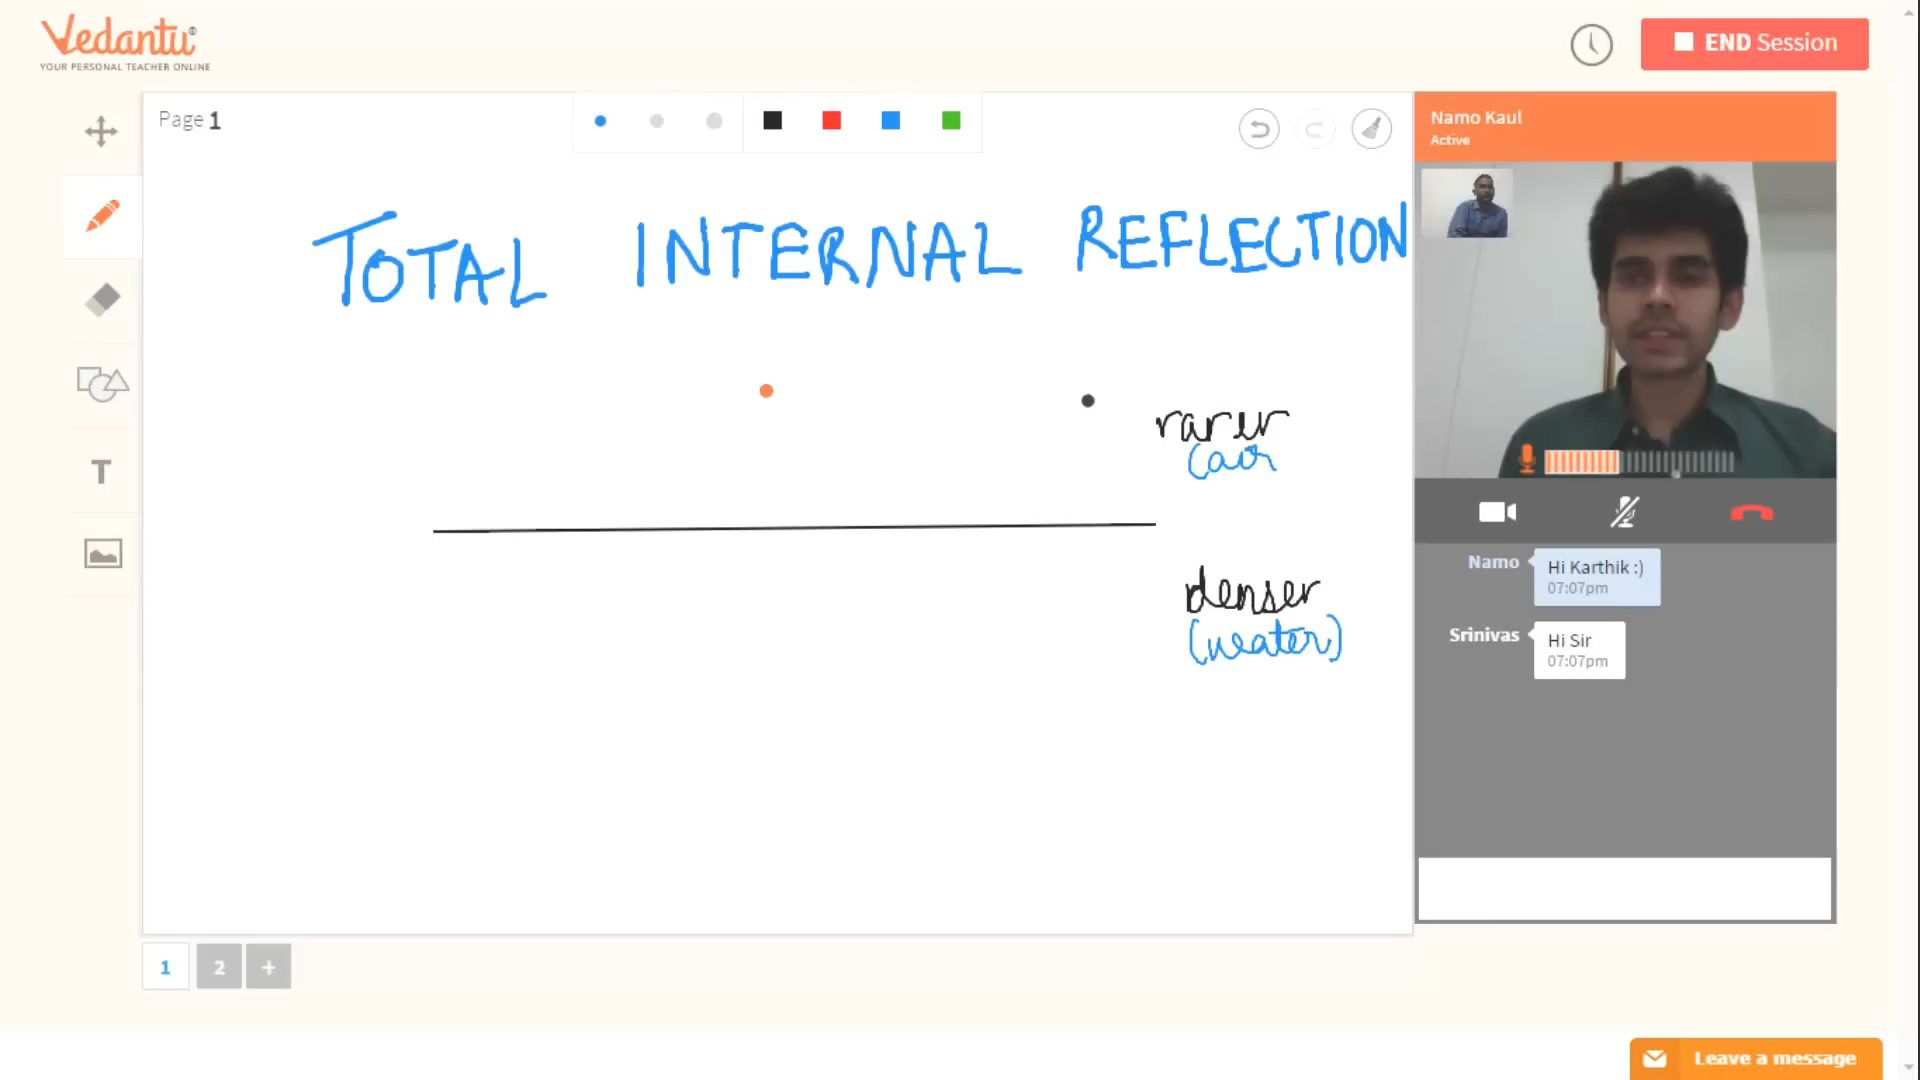 Vedantu
YOUR PERSONAL TEACHER ONLINE
END Session
Page 1
Namo Kaul
Active
TOTAL INTERNAL REFLECTION
rarer
(air
denser
(water)
T
Namo
Hi Karthik :)
07:07pm
Srinivas
Hi Sir
07:07pm
1 2 +
Leave a message